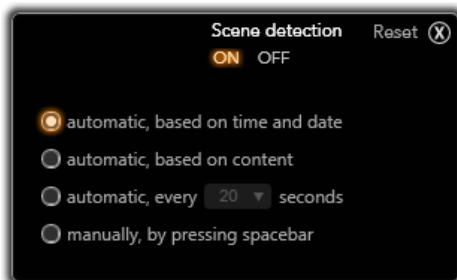 Scene detection Reset X
ON OFF
automatic, based on time and date
automatic, based on content
automatic, every 20 seconds
manually, by pressing spacebar